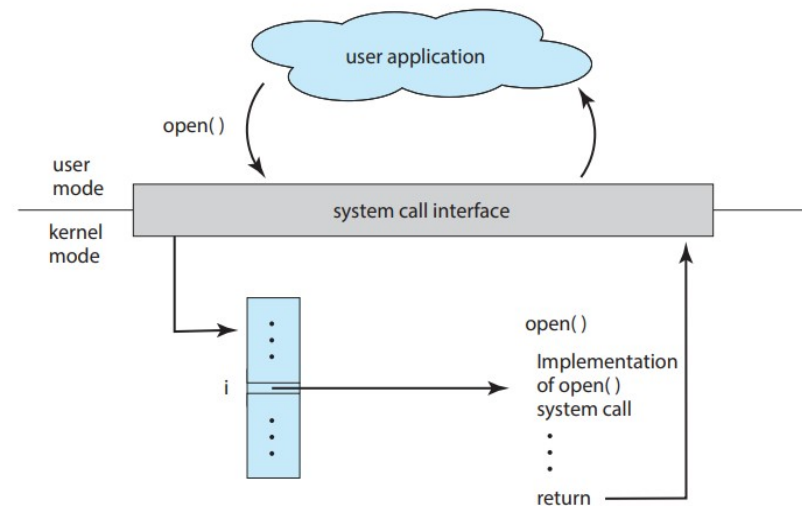 user application
open( )
user
mode
system call interface
kernel
mode
open( )
Implementation
of open( )
system call
i
return